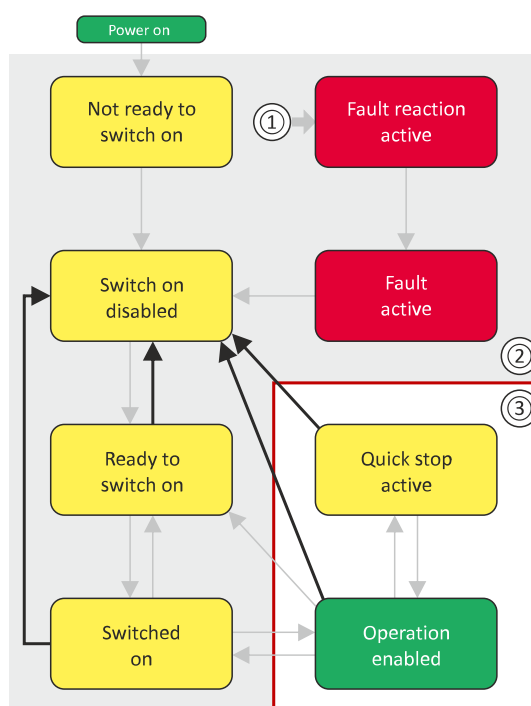 Power on
Not ready to
switch on
①
Fault reaction
active
Switch on
disabled
Fault
active
②
③
Ready to
switch on
Quick stop
active
Switched
on
Operation
enabled